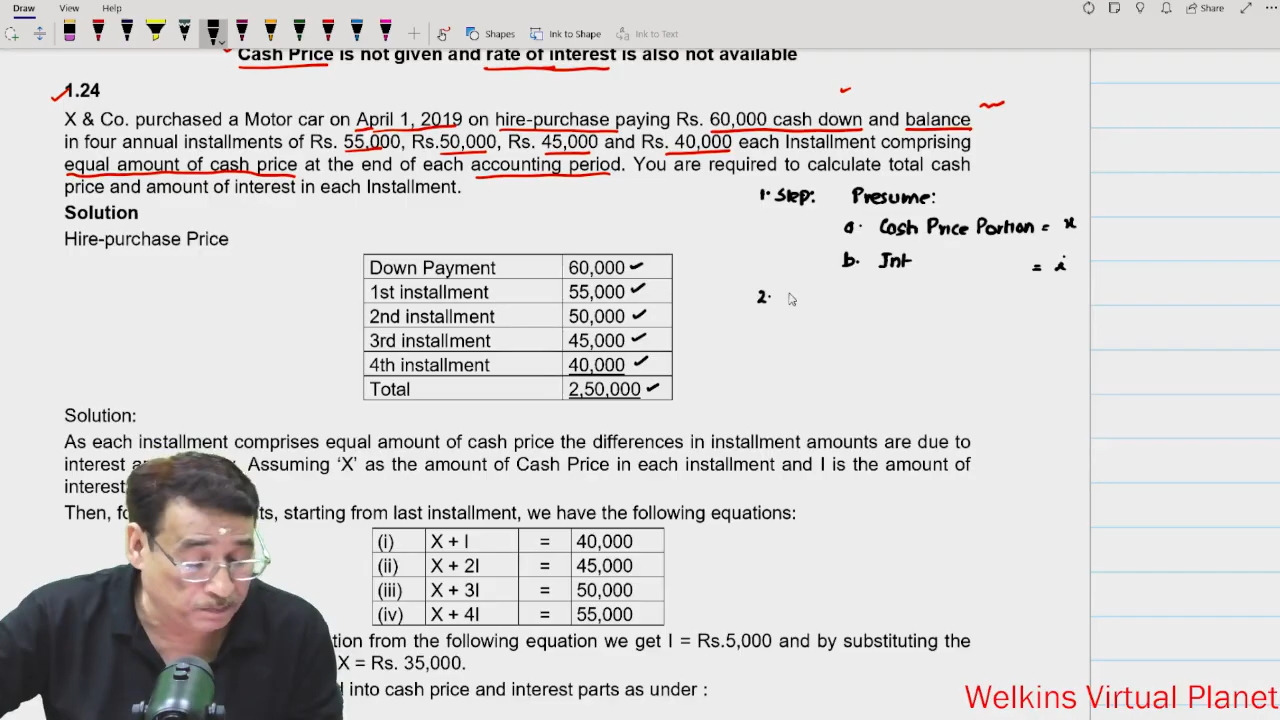 Draw View Help
Share
Shapes Ink to Shape Ink to Text
Cash Price is not given and rate of interest is also not available
1.24
X & Co. purchased a Motor car on April 1, 2019 on hire-purchase paying Rs. 60,000 cash down and balance
in four annual installments of Rs. 55,000, Rs.50,000, Rs. 45,000 and Rs. 40,000 each Installment comprising
equal amount of cash price at the end of each accounting period. You are required to calculate total cash
price and amount of interest in each Installment.
1. Step: Presume:
Solution
a. Cash Price Portion = x
Hire-purchase Price
b. Int = i
Down Payment 60,000
1st installment 55,000
2.
2nd installment 50,000
3rd installment 45,000
4th installment 40,000
Total 2,50,000
Solution:
As each installment comprises equal amount of cash price the differences in installment amounts are due to
interest Assuming ‘X’ as the amount of Cash Price in each installment and I is the amount of
interest
Then, starting from last installment, we have the following equations:
(i) X + I = 40,000
(ii) X + 2I = 45,000
(iii) X + 3I = 50,000
(iv) X + 4I = 55,000
from the following equation we get I = Rs.5,000 and by substituting the
X = Rs. 35,000.
into cash price and interest parts as under :
Welkins Virtual Planet